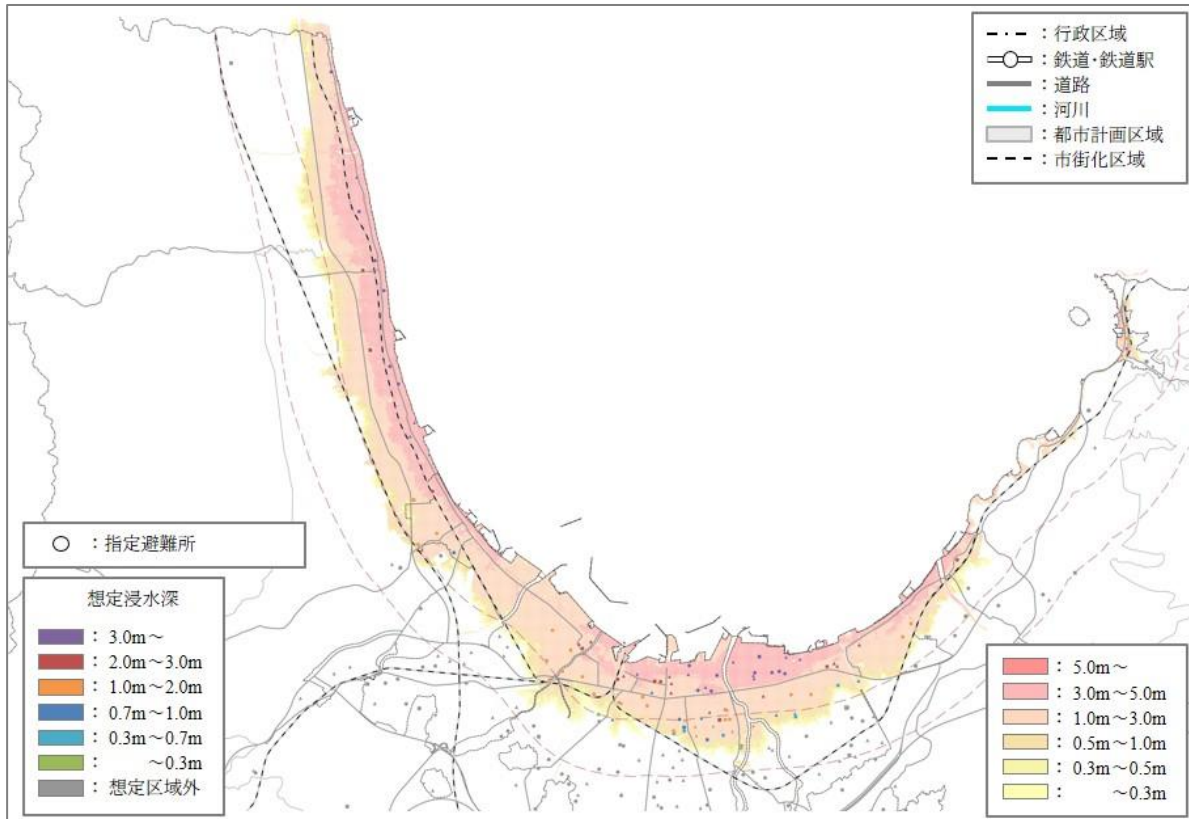 ：行政区域
：鉄道・鉄道駅
：道路
：河川
：都市計画区域
：市街化区域
：指定避難所
想定浸水深
：3.0m～
：2.0m～3.0m
：1.0m～2.0m
：0.7m～1.0m
：0.3m～0.7m
：　　～0.3m
：想定区域外
：5.0m～
：3.0m～5.0m
：1.0m～3.0m
：0.5m～1.0m
：0.3m～0.5m
：　　～0.3m